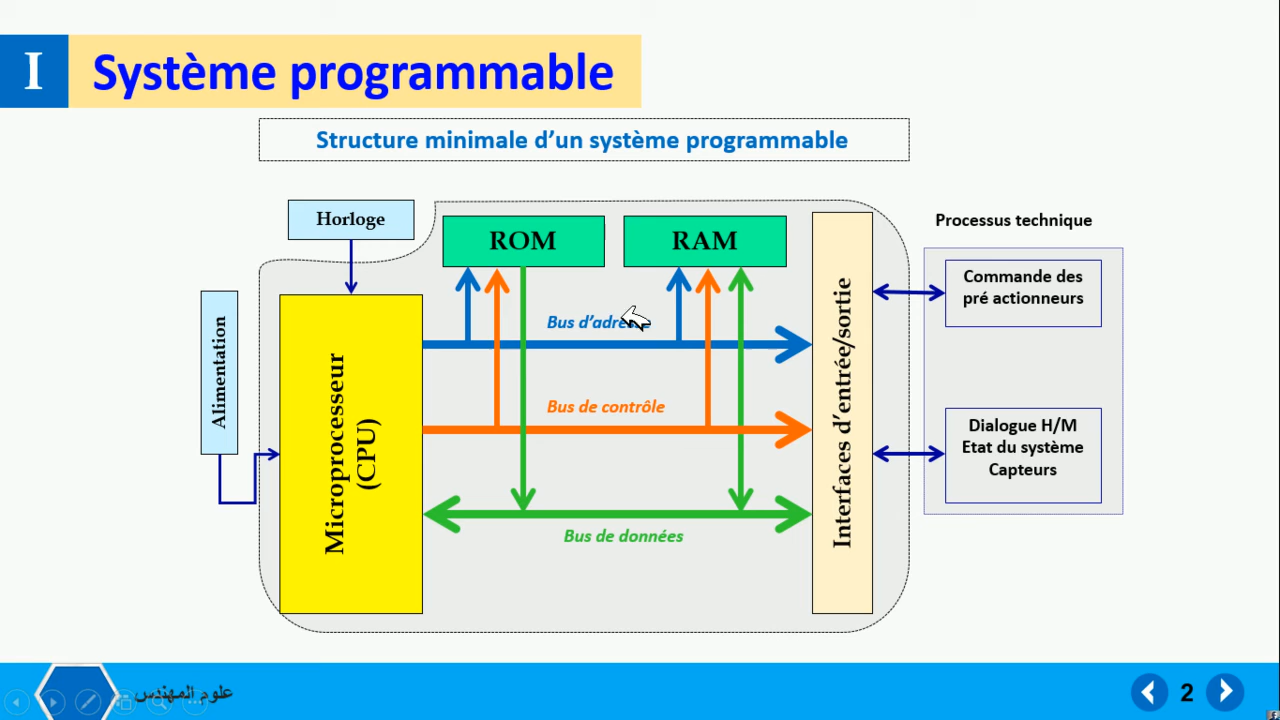 I
Système programmable
Structure minimale d’un système programmable
Horloge
ROM
RAM
Processus technique
Commande des
pré actionneurs
Alimentation
Microprocesseur
(CPU)
Bus d’adresse
Bus de contrôle
Bus de données
Interfaces d’entrée/sortie
Dialogue H/M
Etat du système
Capteurs
علوم المهندس
2